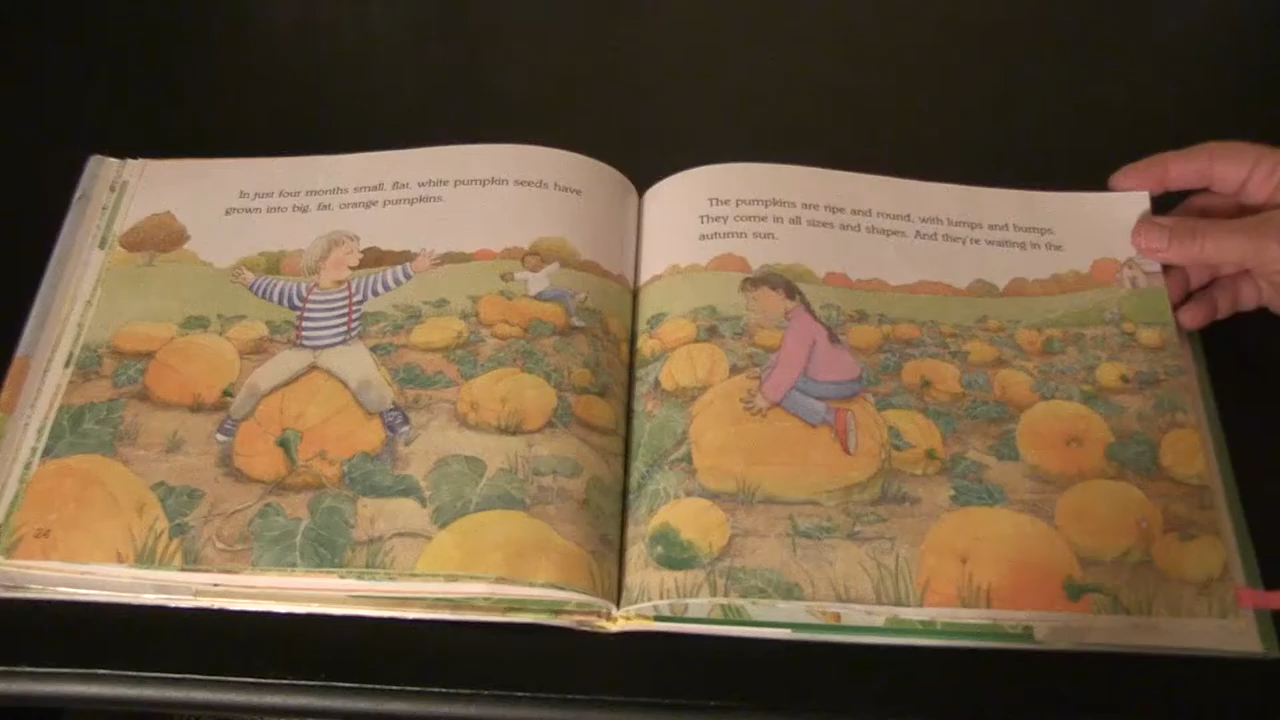 In just four months small, flat, white pumpkin seeds have
grown into big, fat, orange pumpkins.
The pumpkins are ripe and round, with lumps and bumps.
They come in all sizes and shapes. And they're waiting in the
autumn sun.
24